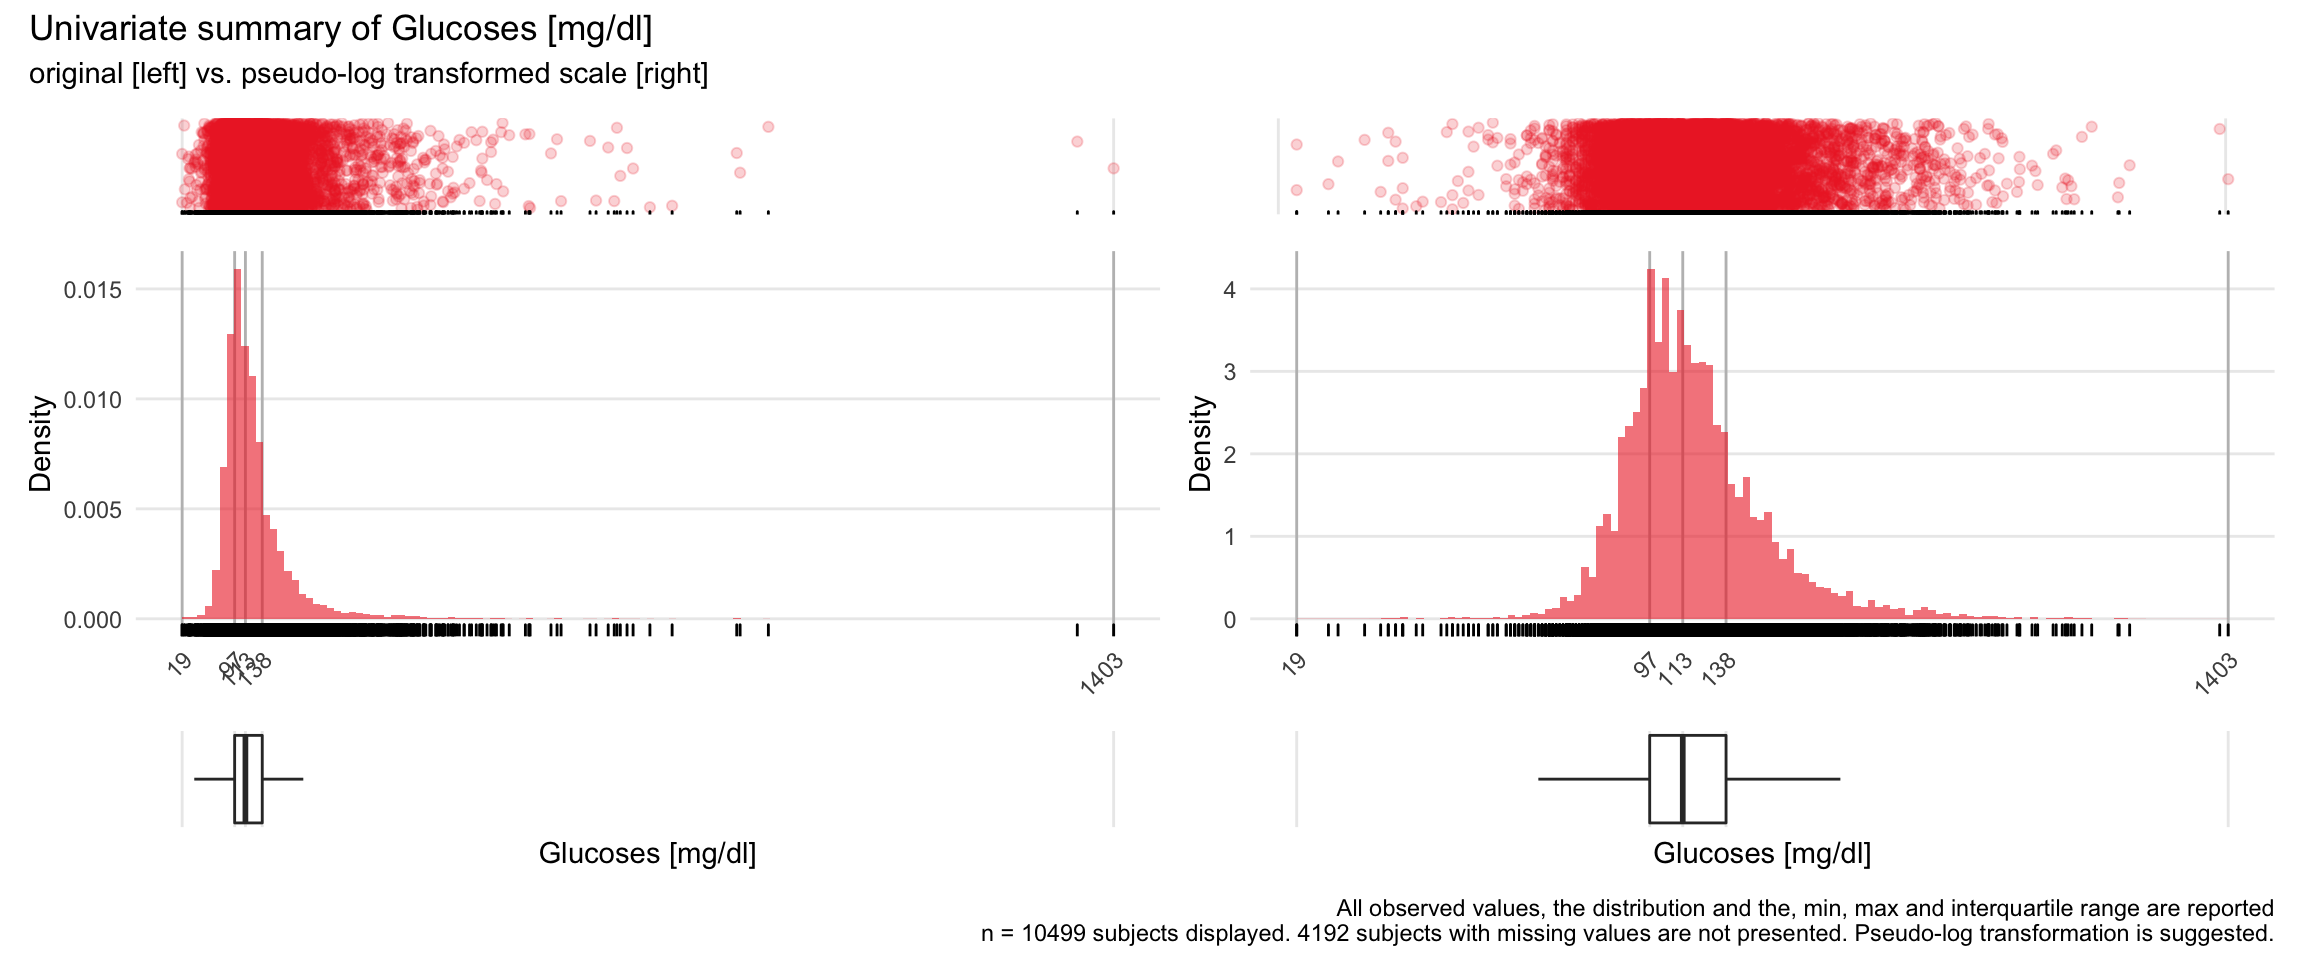 Univariate summary of Glucoses [mg/dl]
original [left] vs. pseudo-log transformed scale [right]
Density
0.015
0.010
0.005
0.000
19
97
113
138
1403
Glucoses [mg/dl]
Density
4
3
2
1
0
19
97
113
138
1403
Glucoses [mg/dl]
All observed values, the distribution and the, min, max and interquartile range are reported
n = 10499 subjects displayed. 4192 subjects with missing values are not presented. Pseudo-log transformation is suggested.